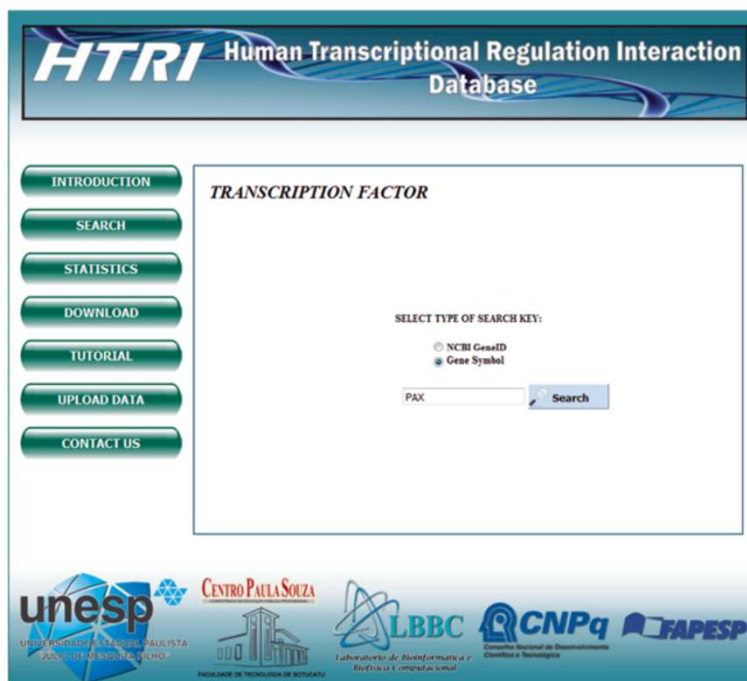 HTRI Human Transcriptional Regulation Interaction
Database
INTRODUCTION
SEARCH
STATISTICS
DOWNLOAD
TUTORIAL
UPLOAD DATA
CONTACT US
TRANSCRIPTION FACTOR
SELECT TYPE OF SEARCH KEY:
NCBI GeneID
Gene Symbol
PAX
Search
unesp
UNIVERSIDADE ESTADUAL PAULISTA
"JÚLIO DE MESQUITA FILHO"
CENTRO PAULA SOUZA
FACULDADE DE TECNOLOGIA DE BOTUCATU
LBBC
Laboratório de Bioinformática e
Biofísica Computacional
CNPq
Conselho Nacional de Desenvolvimento
Científico e Tecnológico
FAPESP